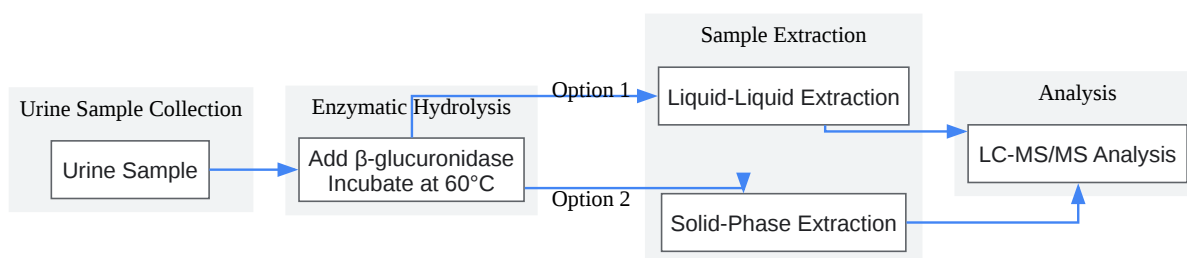 Urine Sample Collection
Urine Sample
Enzymatic Hydrolysis
Add β-glucuronidase
Incubate at 60°C
Option 1
Option 2
Sample Extraction
Liquid-Liquid Extraction
Solid-Phase Extraction
Analysis
LC-MS/MS Analysis